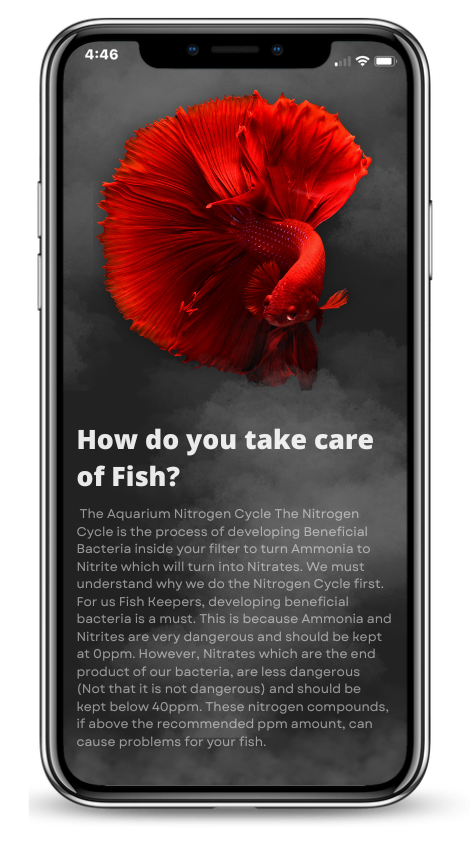 4:46
How do you take care
of Fish?
The Aquarium Nitrogen Cycle The Nitrogen
Cycle is the process of developing Beneficial
Bacteria inside your filter to turn Ammonia to
Nitrite which will turn into Nitrates. We must
understand why we do the Nitrogen Cycle first.
For us Fish Keepers, developing beneficial
bacteria is a must. This is because Ammonia and
Nitrites are very dangerous and should be kept
at 0ppm. However, Nitrates which are the end
product of our bacteria, are less dangerous
(Not that it is not dangerous) and should be
kept below 40ppm. These nitrogen compounds,
if above the recommended ppm amount, can
cause problems for your fish.